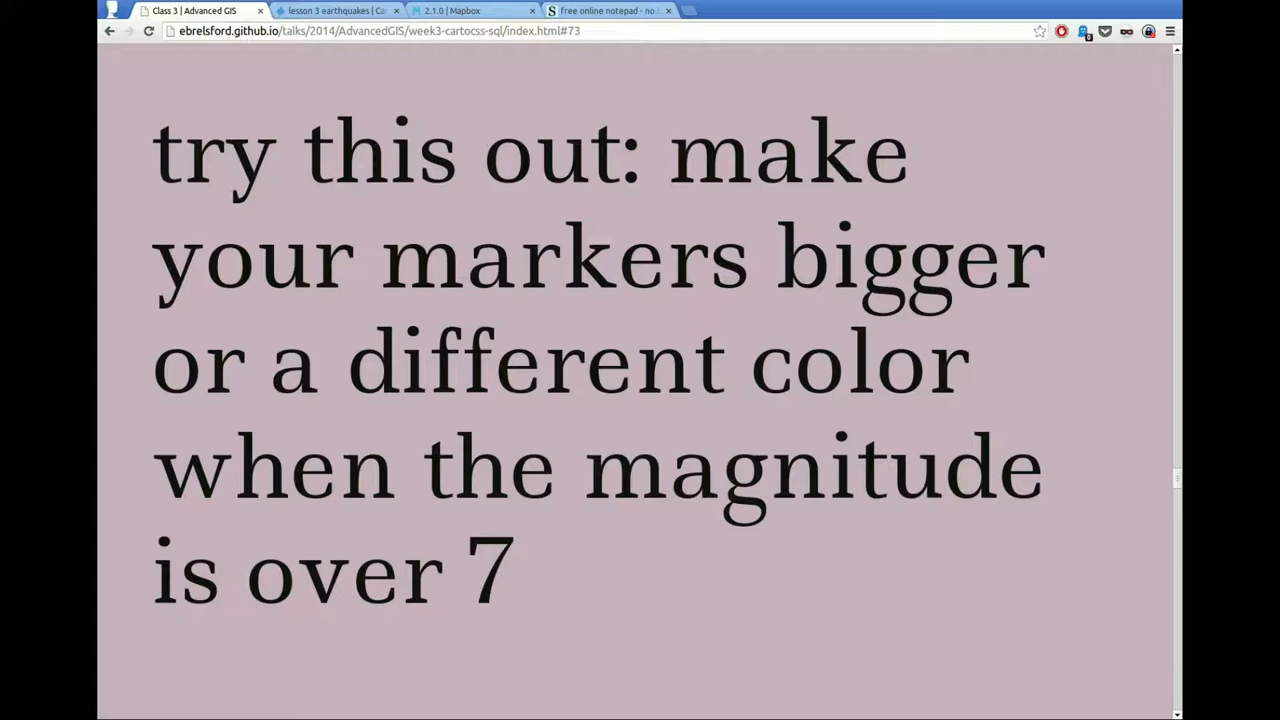 Class 3 | Advanced GIS
lesson 3 earthquakes | Ca
2.1.0 | Mapbox
free online notepad - no
ebrelsford.github.io/talks/2014/AdvancedGIS/week3-cartocss-sql/index.html#73
try this out: make
your markers bigger
or a different color
when the magnitude
is over 7